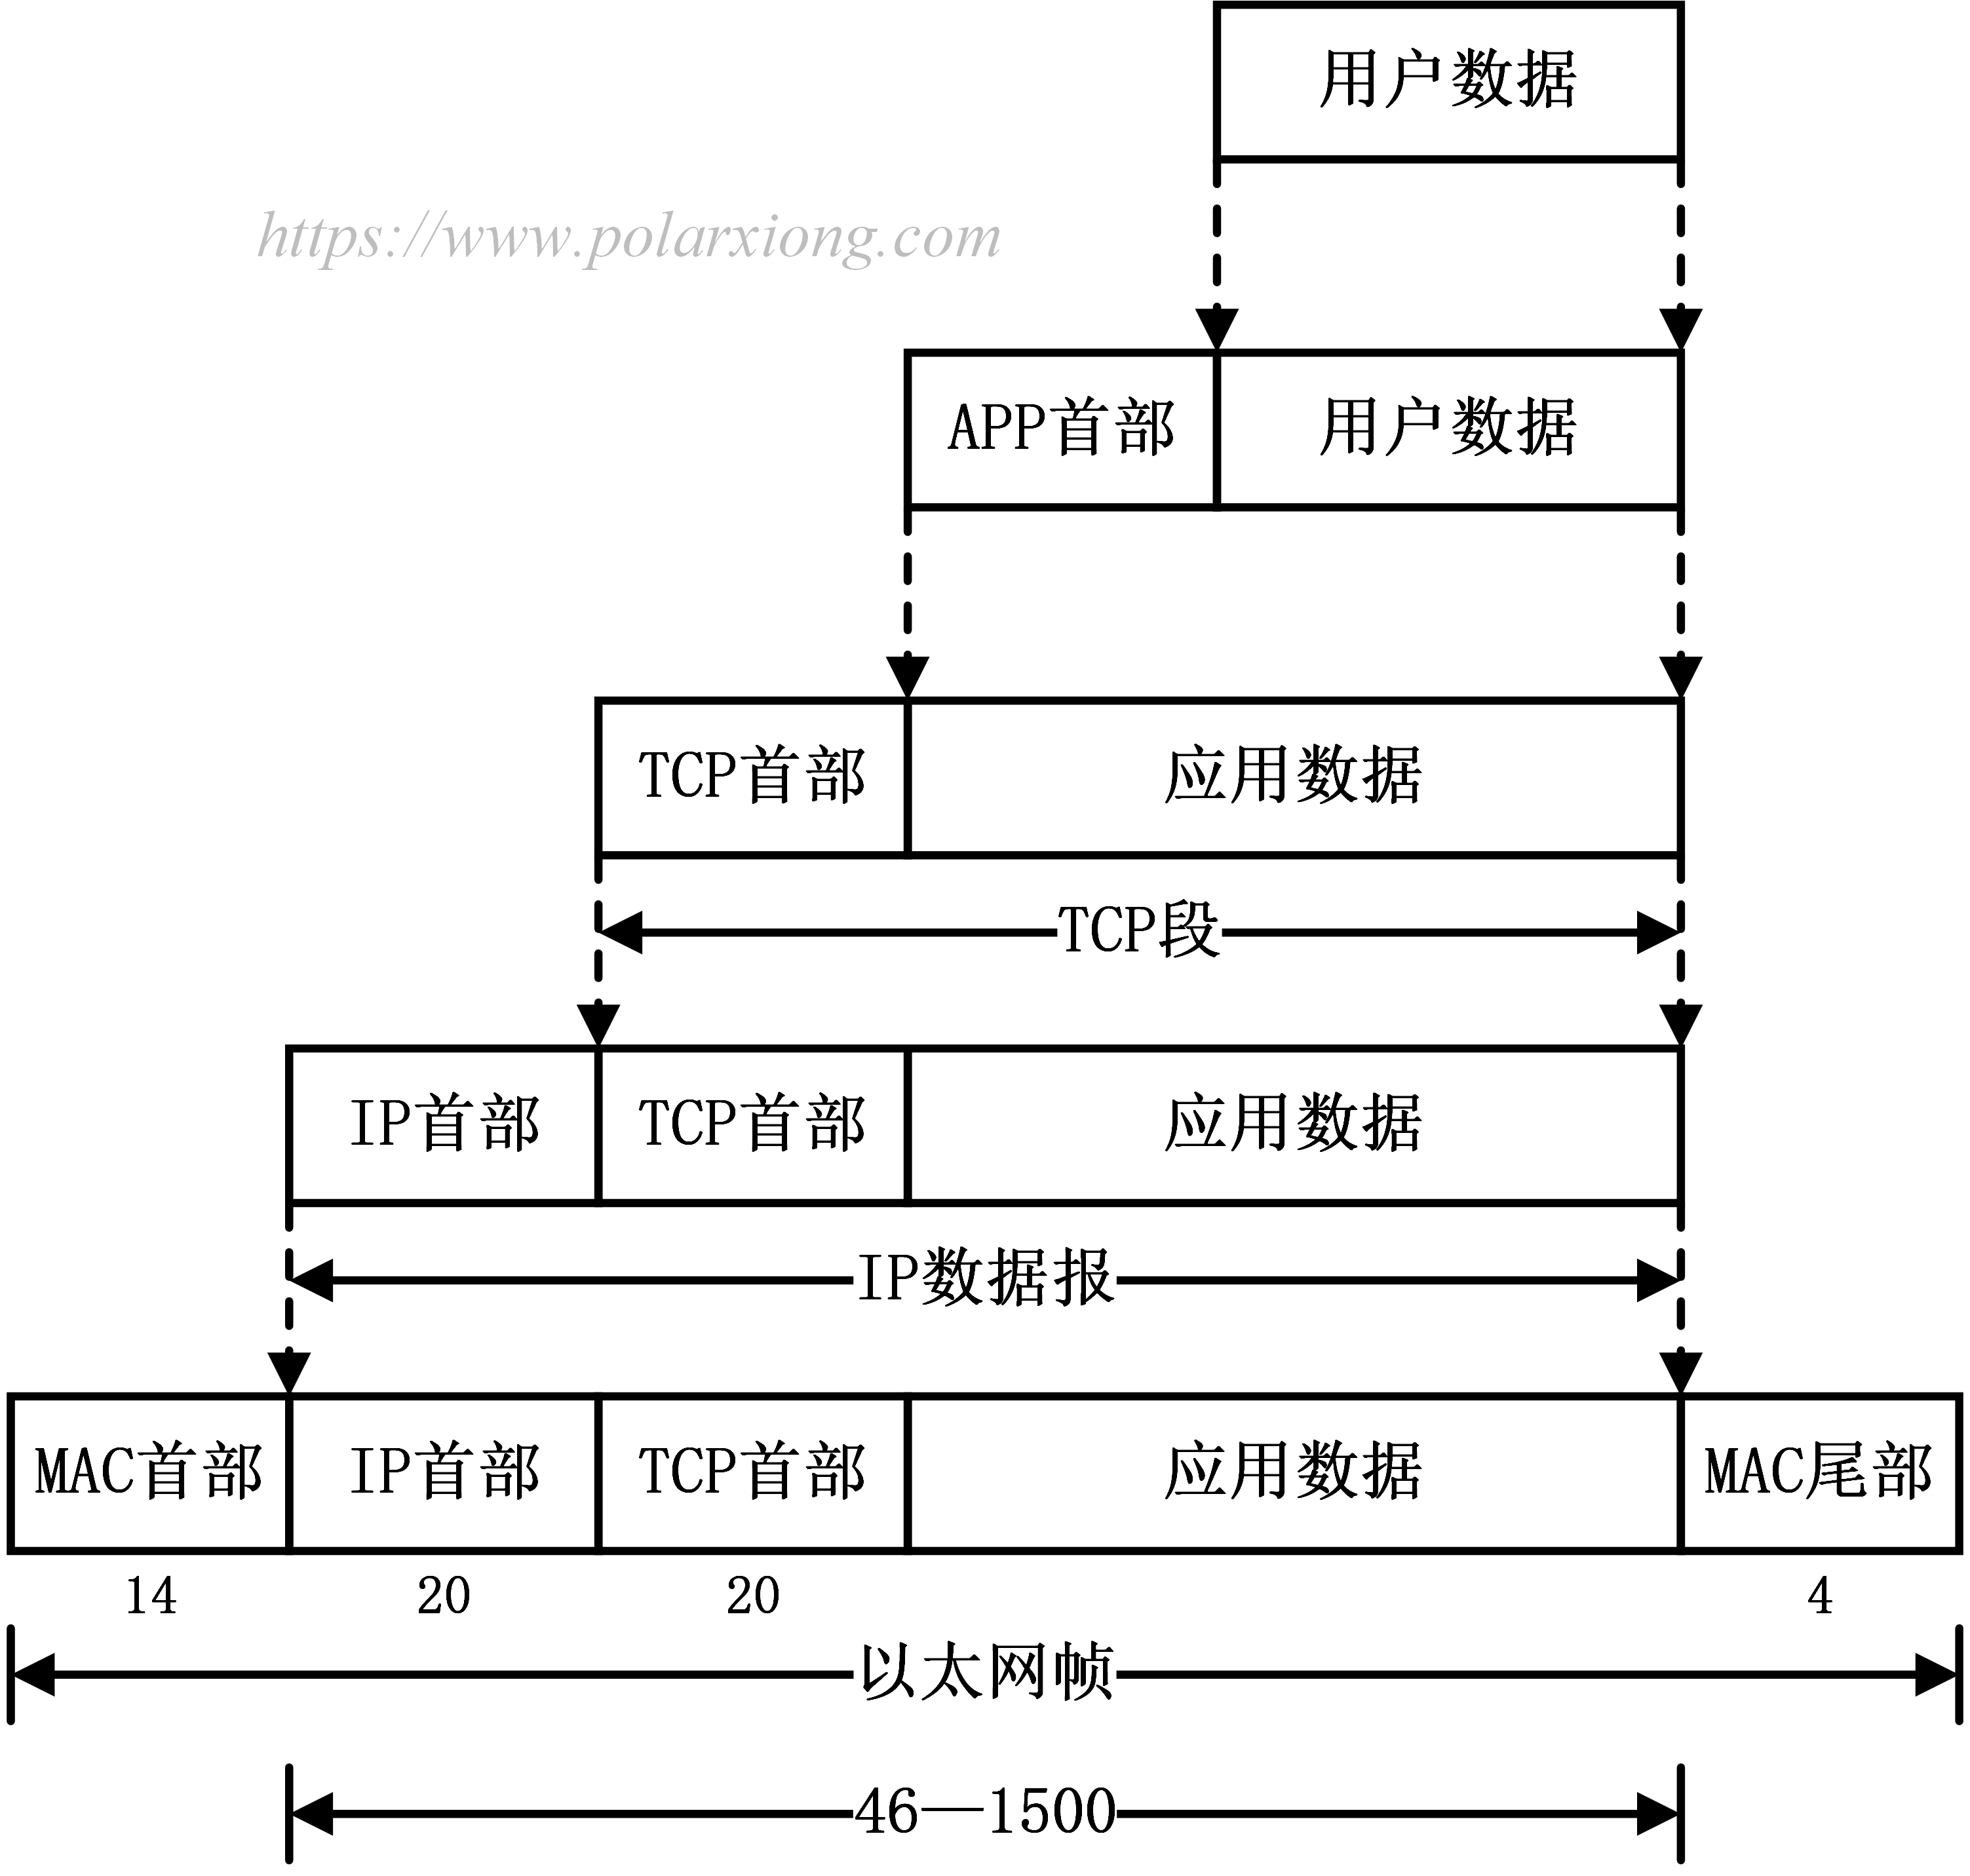 用户数据
https://www.polarxiong.com
APP首部 用户数据
TCP首部 应用数据
TCP段
IP首部 TCP首部 应用数据
IP数据报
MAC首部 IP首部 TCP首部 应用数据 MAC尾部
14 20 20 4
以太网帧
46—1500